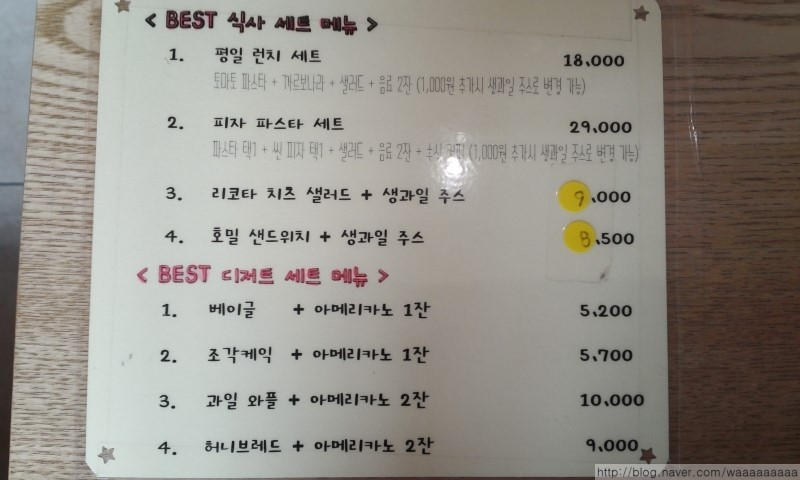 < BEST 식사 세트 메뉴 >
1. 평일 런치 세트 18,000
토마토 파스타 + 까르보나라 + 샐러드 + 음료 2잔 (1,000원 추가시 생과일 주스로 변경 가능)
2. 피자 파스타 세트 29,000
파스타 택1 + 씬 피자 택1 + 샐러드 + 음료 2잔 + (1,000원 추가시 생과일 주스로 변경 가능)
3. 리코타 치즈 샐러드 + 생과일 주스 9,000
4. 호밀 샌드위치 + 생과일 주스 8,500
< BEST 디저트 세트 메뉴 >
1. 베이글 + 아메리카노 1잔 5,200
2. 조각케익 + 아메리카노 1잔 5,700
3. 과일 와플 + 아메리카노 2잔 10,000
4. 허니브레드 + 아메리카노 2잔 9,000
http://blog.naver.com/waaaaaaaaa